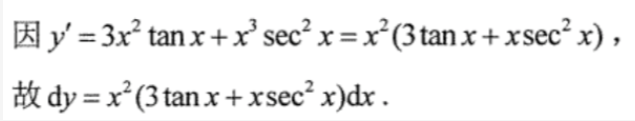 因 y′ = 3x² tan x + x³ sec² x = x²(3 tan x + x sec² x)，
故 dy = x²(3 tan x + x sec² x)dx .